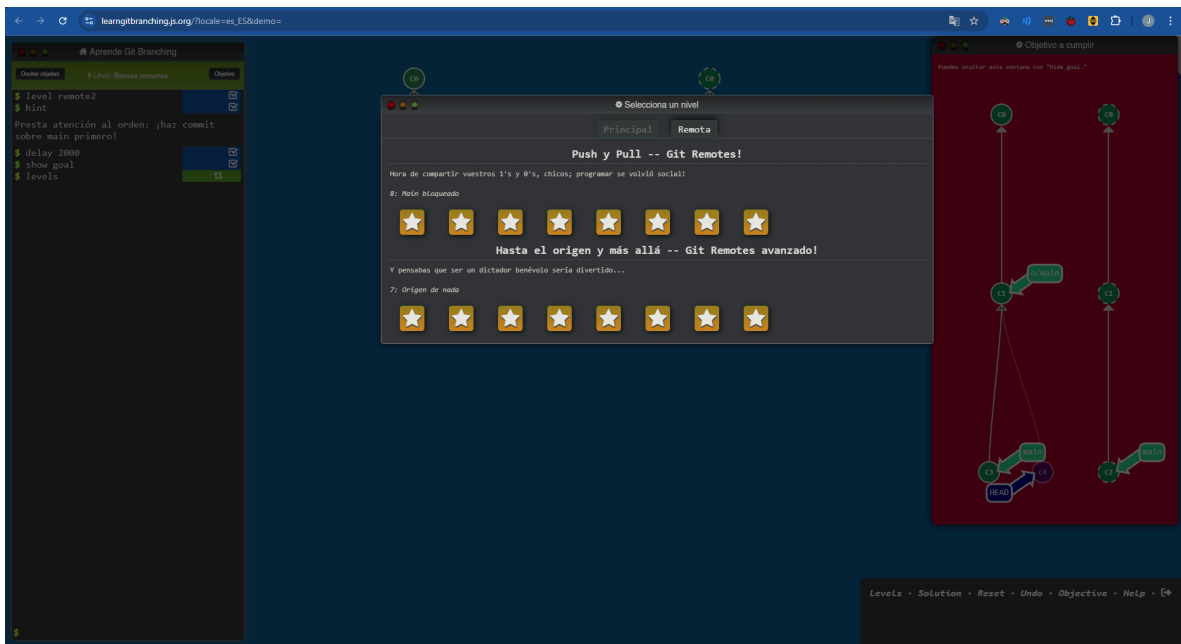 learngitbranching.js.org/?locale=es_ES&demo=
Aprende Git Branching
Ocultar objetivo
Level Ramas remotas
Objetivo
$ level remote2
$ hint
Presta atención al orden: ¡haz commit
sobre main primero!
$ delay 2000
$ show goal
$ levels
$
C0
C0
Selecciona un nivel
Principal
Remota
Push y Pull -- Git Remotes!
Hora de compartir vuestros 1's y 0's, chicos; programar se volvió social!
8: Main bloqueado
Hasta el origen y más allá -- Git Remotes avanzado!
Y pensabas que ser un dictador benévolo sería divertido...
7: Origen de nada
Objetivo a cumplir
Puedes ocultar esta ventana con "hide goal."
C0
C0
o/main
C1
C1
main
main
C3
C4
C2
HEAD
Levels · Solution · Reset · Undo · Objective · Help ·